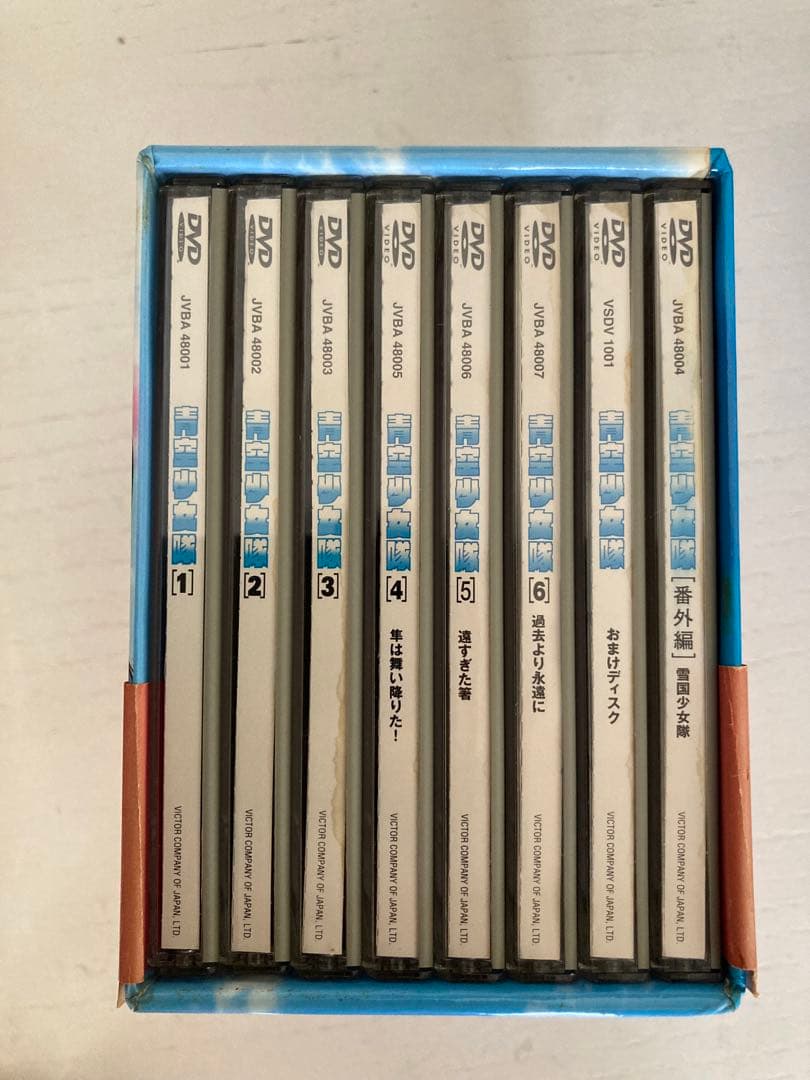 DVD VIDEO
JVBA 48001
青空少女隊
[1]
VICTOR COMPANY OF JAPAN, LTD.
DVD VIDEO
JVBA 48002
青空少女隊
[2]
VICTOR COMPANY OF JAPAN, LTD.
DVD VIDEO
JVBA 48003
青空少女隊
[3]
VICTOR COMPANY OF JAPAN, LTD.
DVD VIDEO
JVBA 48005
青空少女隊
[4]
隼は舞い降りた!
VICTOR COMPANY OF JAPAN, LTD.
DVD VIDEO
JVBA 48006
青空少女隊
[5]
遠すぎた箸
VICTOR COMPANY OF JAPAN, LTD.
DVD VIDEO
JVBA 48007
青空少女隊
[6]
過去より永遠に
VICTOR COMPANY OF JAPAN, LTD.
DVD VIDEO
VSDV 1001
青空少女隊
おまけディスク
VICTOR COMPANY OF JAPAN, LTD.
DVD VIDEO
JVBA 48004
青空少女隊
[番外編]
雪国少女隊
VICTOR COMPANY OF JAPAN, LTD.